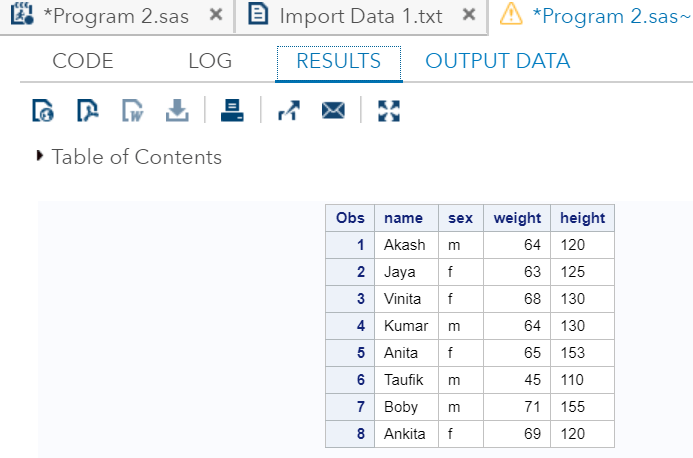 *Program 2.sas × Import Data 1.txt × *Program 2.sas~
CODE LOG RESULTS OUTPUT DATA
Table of Contents
Obs name sex weight height
1 Akash m 64 120
2 Jaya f 63 125
3 Vinita f 68 130
4 Kumar m 64 130
5 Anita f 65 153
6 Taufik m 45 110
7 Boby m 71 155
8 Ankita f 69 120